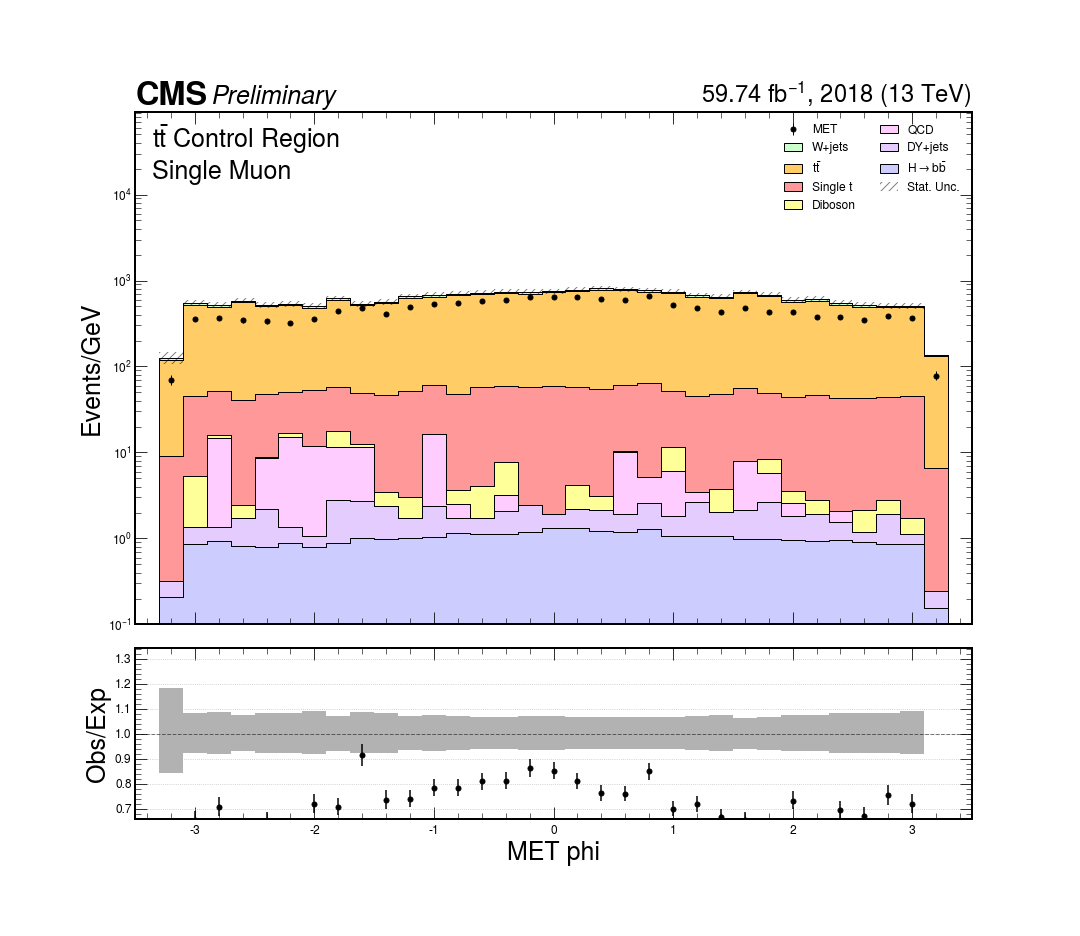 CMS Preliminary
59.74 fb⁻¹, 2018 (13 TeV)
tt̄ Control Region
Single Muon
MET
W+jets
tt̄
Single t
Diboson
QCD
DY+jets
H→bb̄
Stat. Unc.
Events/GeV
10⁴
10³
10²
10¹
10⁰
10⁻¹
Obs/Exp
1.3
1.2
1.1
1.0
0.9
0.8
0.7
-3 -2 -1 0 1 2 3
MET phi